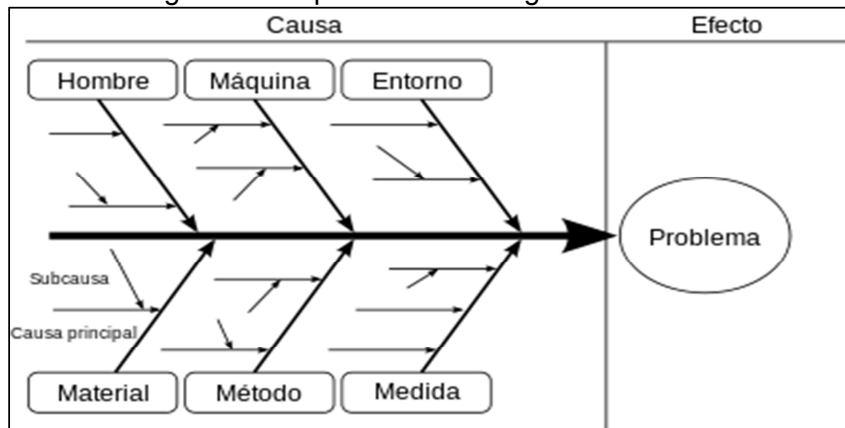 Causa
Efecto
Hombre
Máquina
Entorno
Problema
Subcausa
Causa principal
Material
Método
Medida